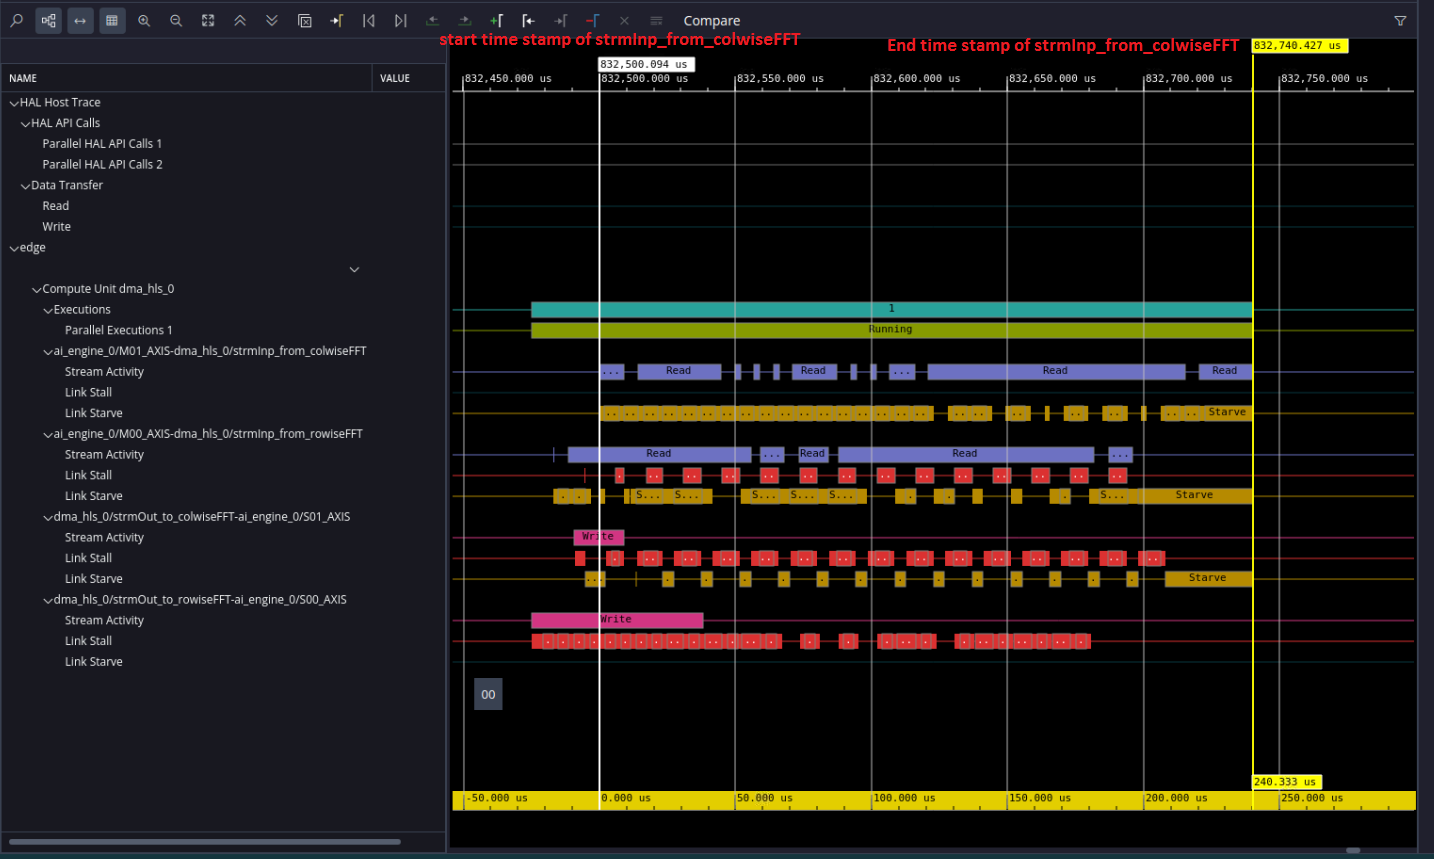 Compare
start time stamp of strmInp_from_colwiseFFT
End time stamp of strmInp_from_colwiseFFT
832,740.427 us
832,500.094 us
NAME
VALUE
832,450.000 us
832,500.000 us
832,550.000 us
832,600.000 us
832,650.000 us
832,700.000 us
832,750.000 us
HAL Host Trace
HAL API Calls
Parallel HAL API Calls 1
Parallel HAL API Calls 2
Data Transfer
Read
Write
edge
Compute Unit dma_hls_0
Executions
1
Parallel Executions 1
Running
ai_engine_0/M01_AXIS-dma_hls_0/strmInp_from_colwiseFFT
Stream Activity
... Read Read ... Read Read
Link Stall
Link Starve
Starve
ai_engine_0/M00_AXIS-dma_hls_0/strmInp_from_rowiseFFT
Stream Activity
Read ... Read Read ...
Link Stall
Link Starve
S... S... S... S... S... S... Starve
dma_hls_0/strmOut_to_colwiseFFT-ai_engine_0/S01_AXIS
Stream Activity
Write
Link Stall
Link Starve
Starve
dma_hls_0/strmOut_to_rowiseFFT-ai_engine_0/S00_AXIS
Stream Activity
Write
Link Stall
Link Starve
00
240.333 us
-50.000 us
0.000 us
50.000 us
100.000 us
150.000 us
200.000 us
250.000 us